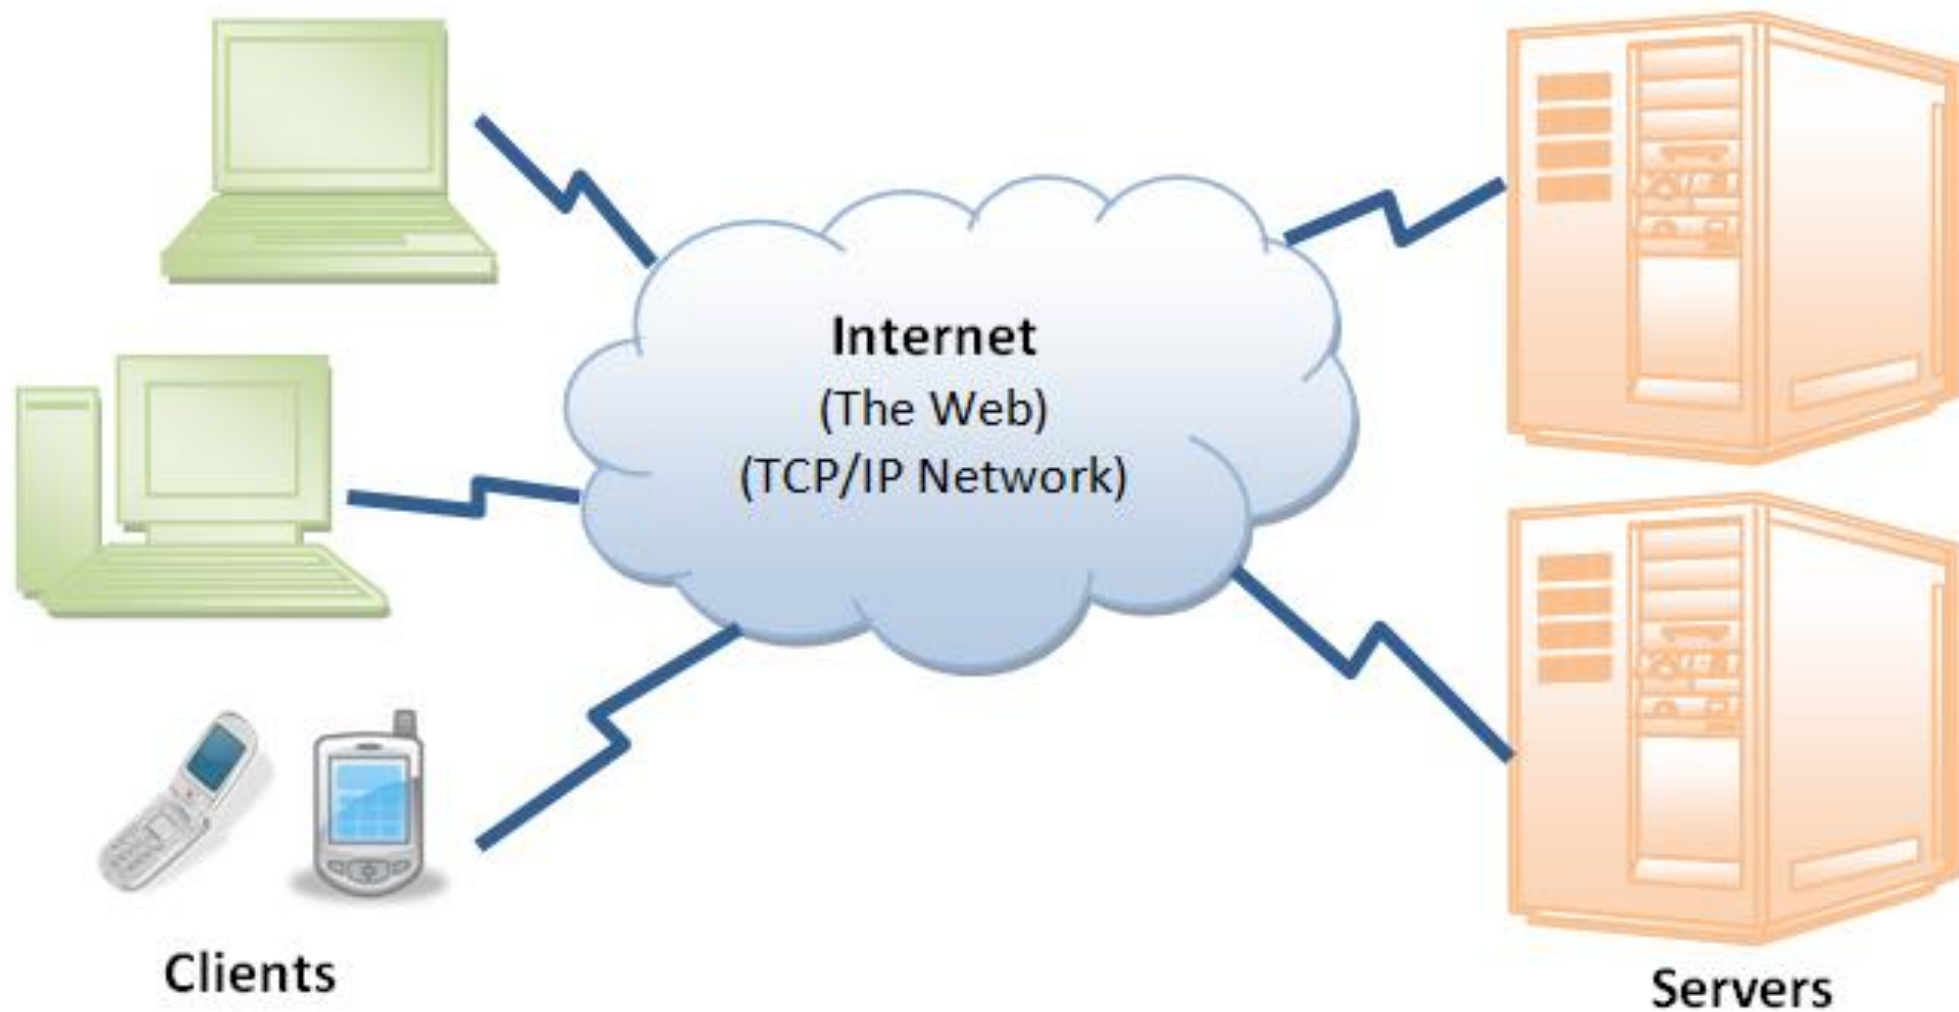 Internet
(The Web)
(TCP/IP Network)
Clients
Servers